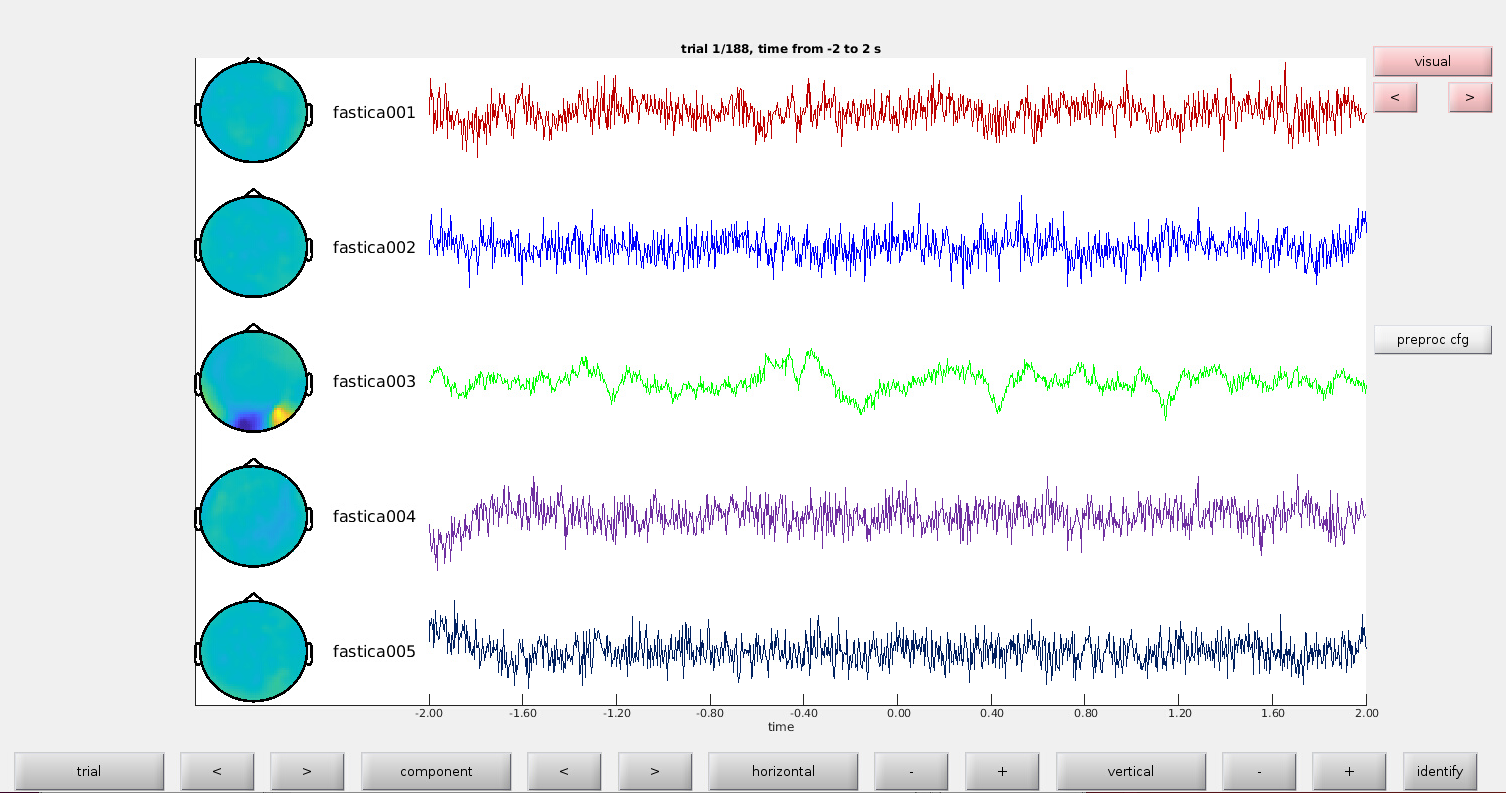 trial 1/188, time from -2 to 2 s
visual
< >
fastica001
fastica002
fastica003
preproc cfg
fastica004
fastica005
-2.00 -1.60 -1.20 -0.80 -0.40 0.00 0.40 0.80 1.20 1.60 2.00
time
trial < > component < > horizontal - + vertical - + identify